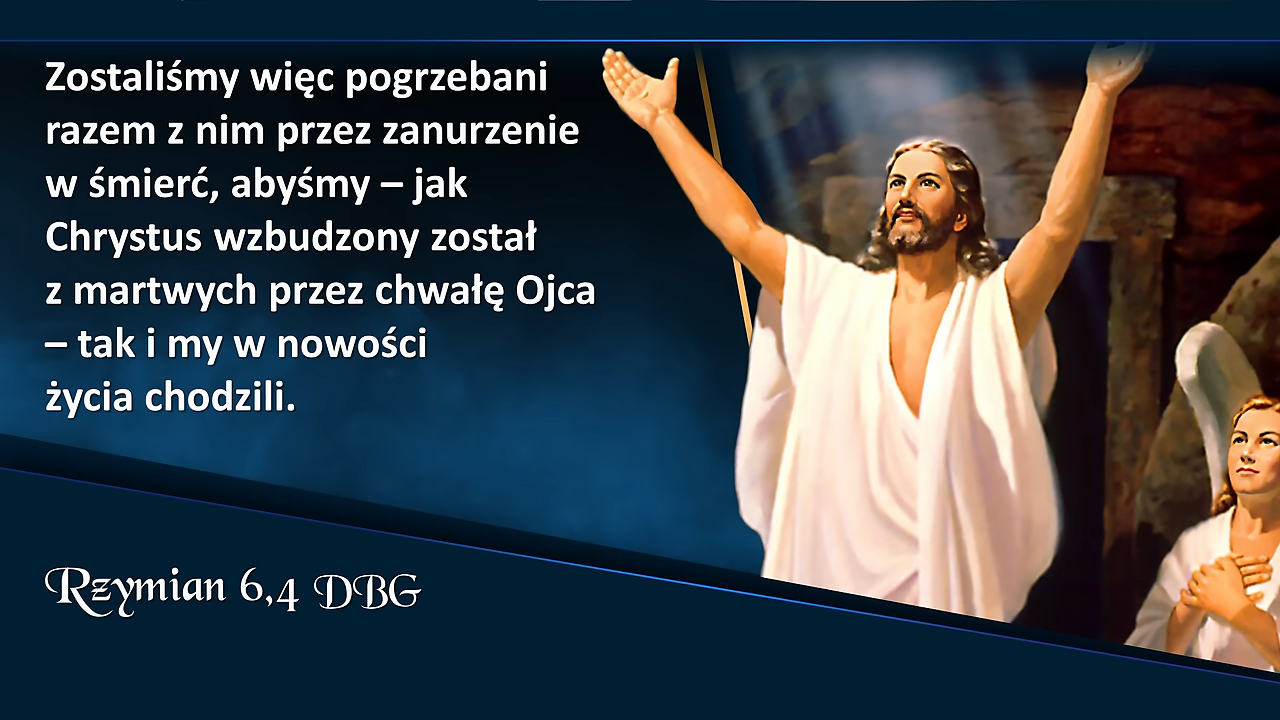 Zostaliśmy więc pogrzebani
razem z nim przez zanurzenie
w śmierć, abyśmy – jak
Chrystus wzbudzony został
z martwych przez chwałę Ojca
– tak i my w nowości
życia chodzili.
Rzymian 6,4 DBG